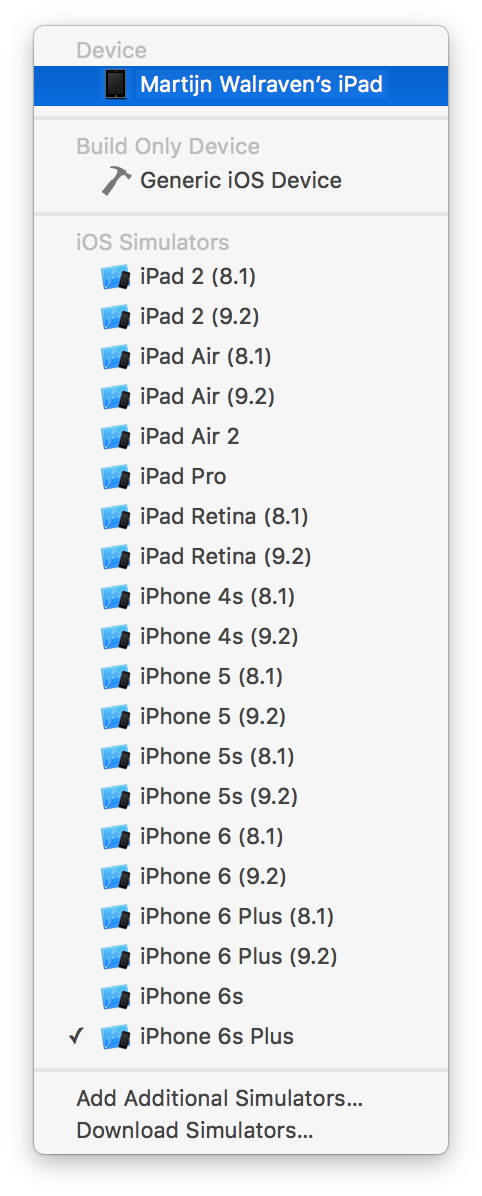 Device
Martijn Walraven’s iPad
Build Only Device
Generic iOS Device
iOS Simulators
iPad 2 (8.1)
iPad 2 (9.2)
iPad Air (8.1)
iPad Air (9.2)
iPad Air 2
iPad Pro
iPad Retina (8.1)
iPad Retina (9.2)
iPhone 4s (8.1)
iPhone 4s (9.2)
iPhone 5 (8.1)
iPhone 5 (9.2)
iPhone 5s (8.1)
iPhone 5s (9.2)
iPhone 6 (8.1)
iPhone 6 (9.2)
iPhone 6 Plus (8.1)
iPhone 6 Plus (9.2)
iPhone 6s
✓ iPhone 6s Plus
Add Additional Simulators...
Download Simulators...